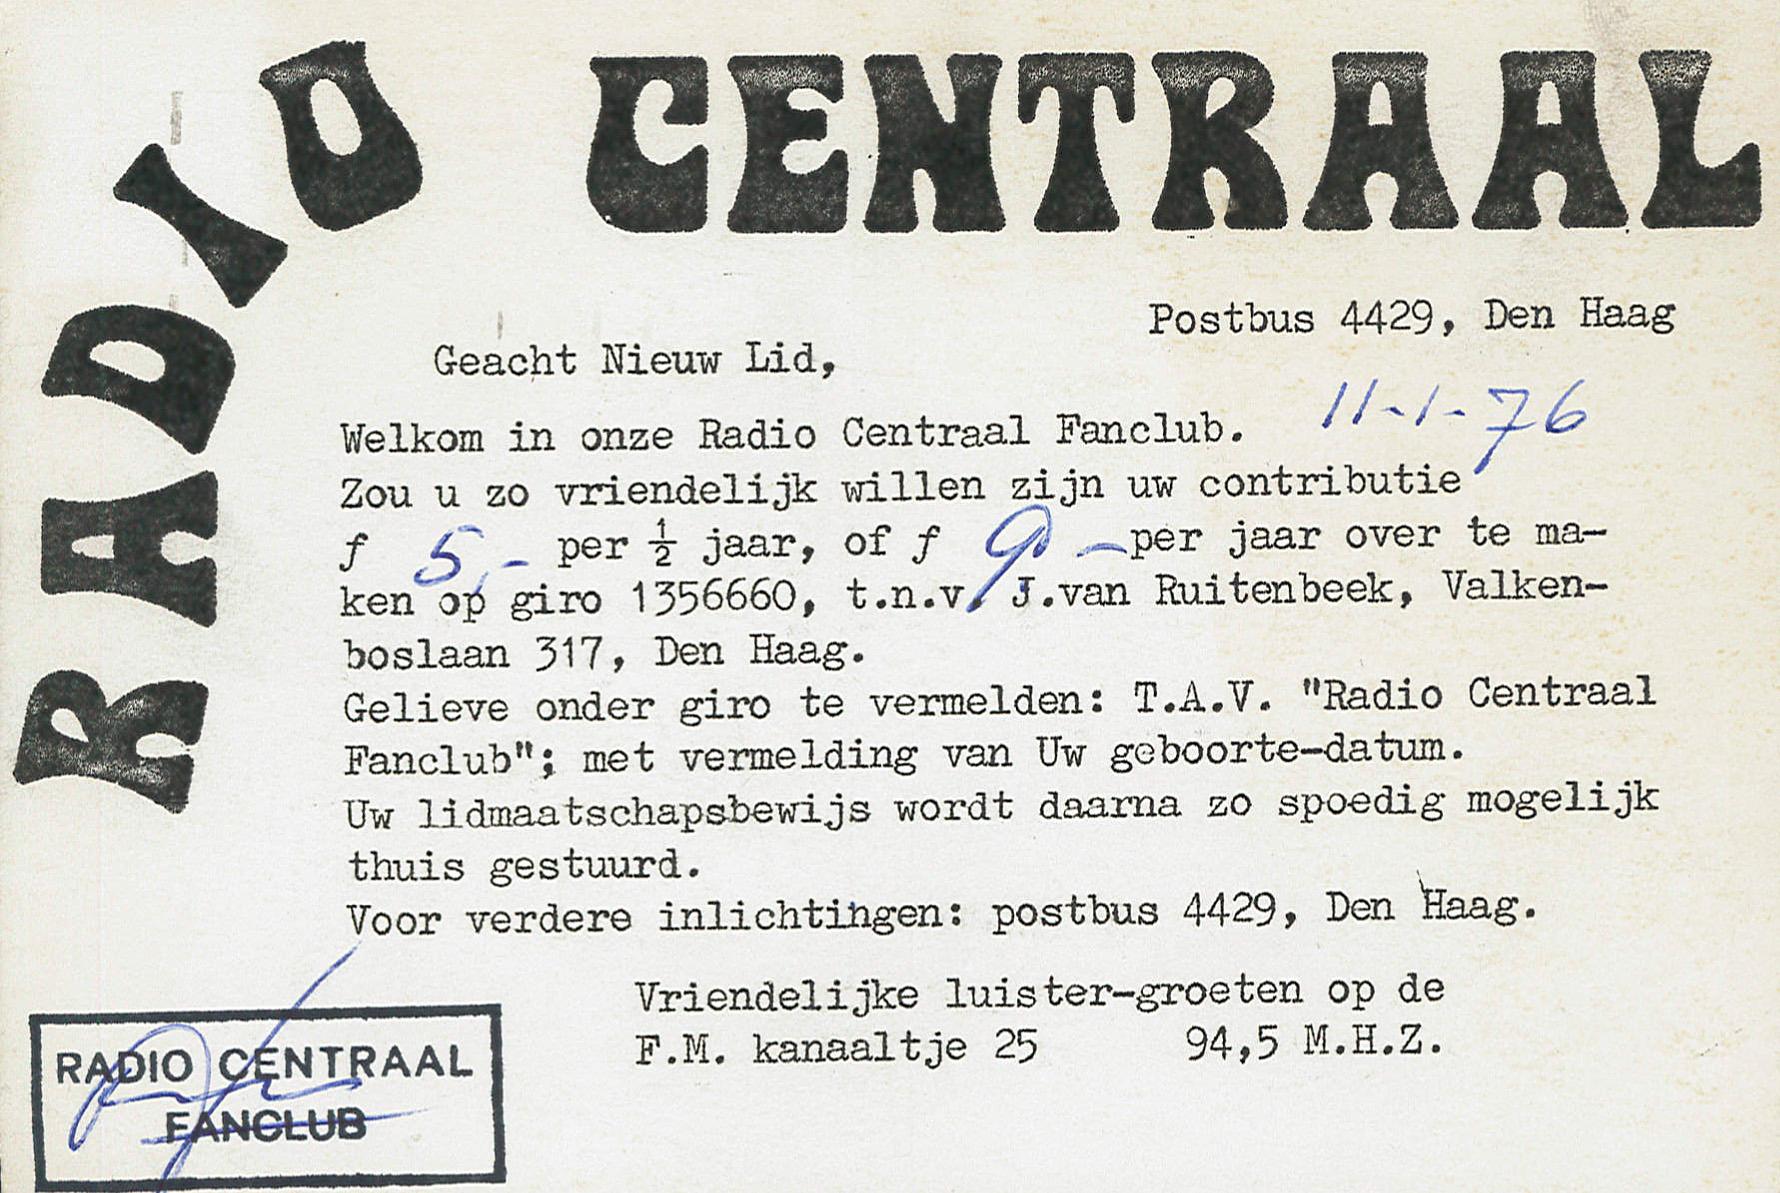 RADIO CENTRAAL
Postbus 4429, Den Haag
Geacht Nieuw Lid,
11-1-76
Welkom in onze Radio Centraal Fanclub.
Zou u zo vriendelijk willen zijn uw contributie
ƒ 5,- per ½ jaar, of ƒ 9,- per jaar over te ma-
ken op giro 1356660, t.n.v. J.van Ruitenbeek, Valken-
boslaan 317, Den Haag.
Gelieve onder giro te vermelden: T.A.V. "Radio Centraal
Fanclub"; met vermelding van Uw geboorte-datum.
Uw lidmaatschapsbewijs wordt daarna zo spoedig mogelijk
thuis gestuurd.
Voor verdere inlichtingen: postbus 4429, Den Haag.
Vriendelijke luister-groeten op de
F.M. kanaaltje 25 94,5 M.H.Z.
RADIO CENTRAAL
FANCLUB